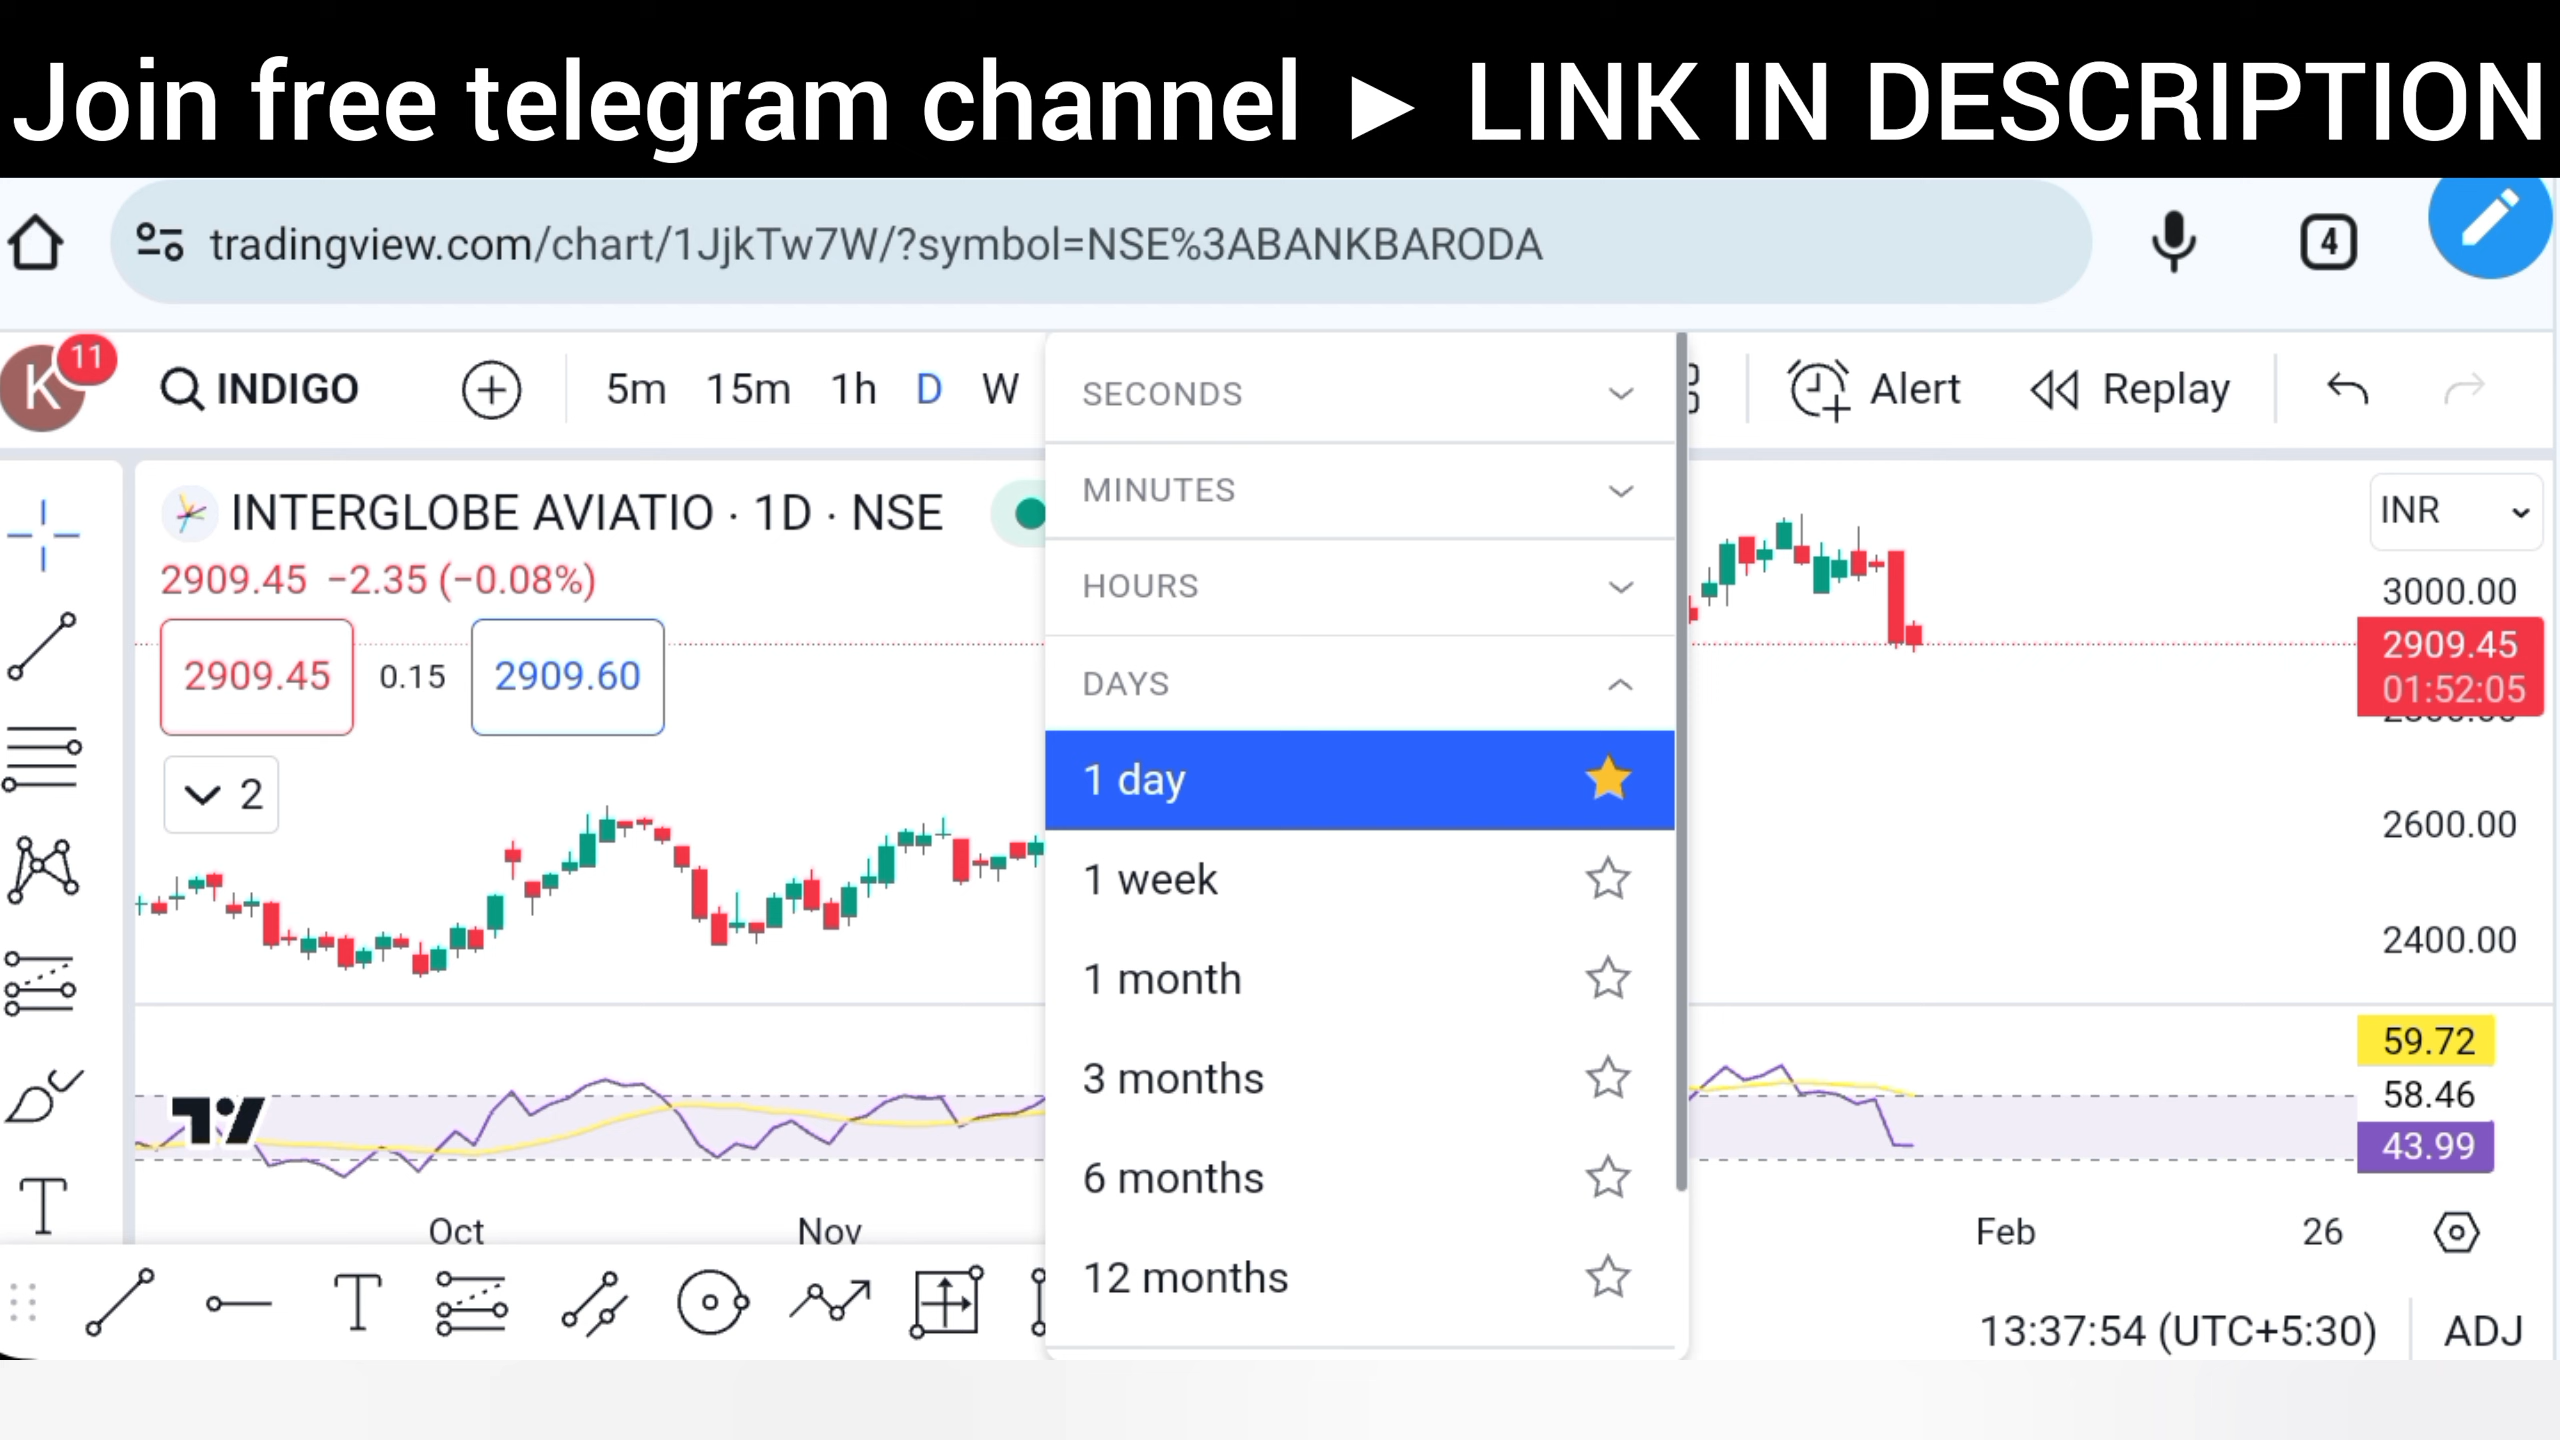 Join free telegram channel ► LINK IN DESCRIPTION
tradingview.com/chart/1JjkTw7W/?symbol=NSE%3ABANKBARODA
4
K
11
INDIGO
5m 15m 1h D W
Alert
Replay
INTERGLOBE AVIATIO · 1D · NSE
2909.45 −2.35 (−0.08%)
2909.45 0.15 2909.60
2
SECONDS
MINUTES
HOURS
DAYS
1 day
1 week
1 month
3 months
6 months
12 months
INR
3000.00
2909.45
01:52:05
2600.00
2400.00
59.72
58.46
43.99
Oct Nov Feb 26
13:37:54 (UTC+5:30) ADJ